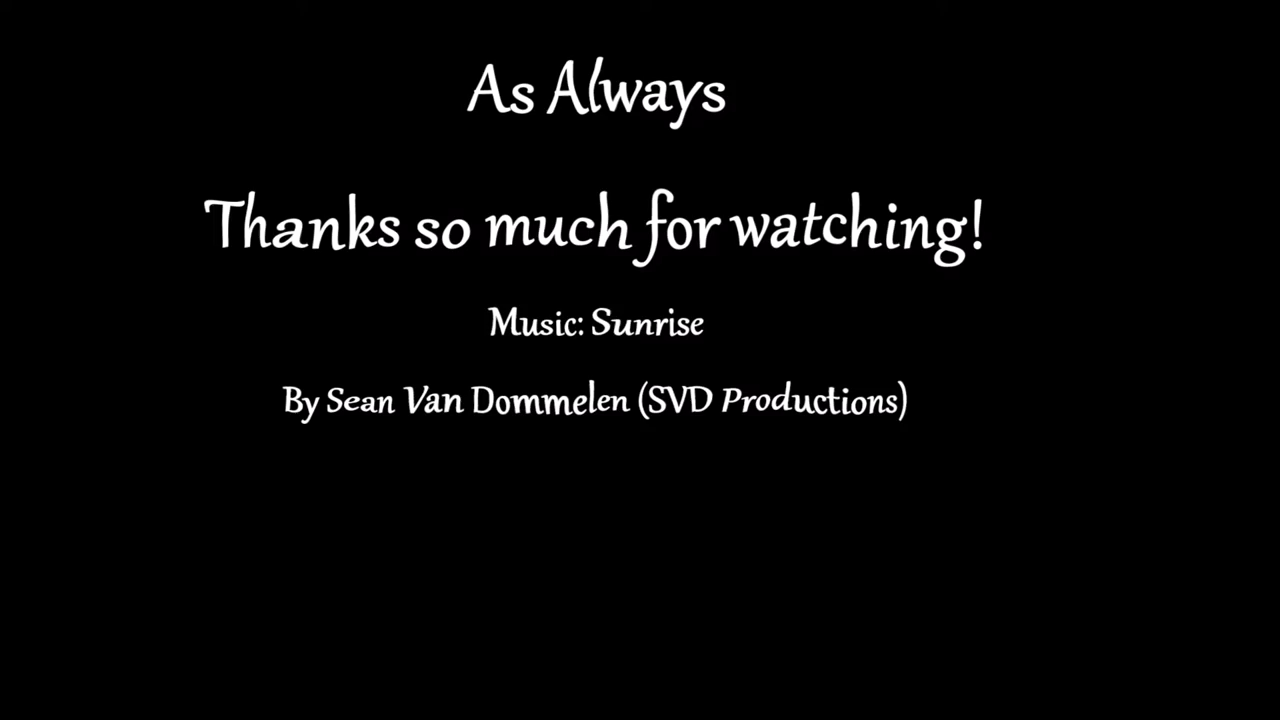 As Always
Thanks so much for watching!
Music: Sunrise
By Sean Van Dommelen (SVD Productions)